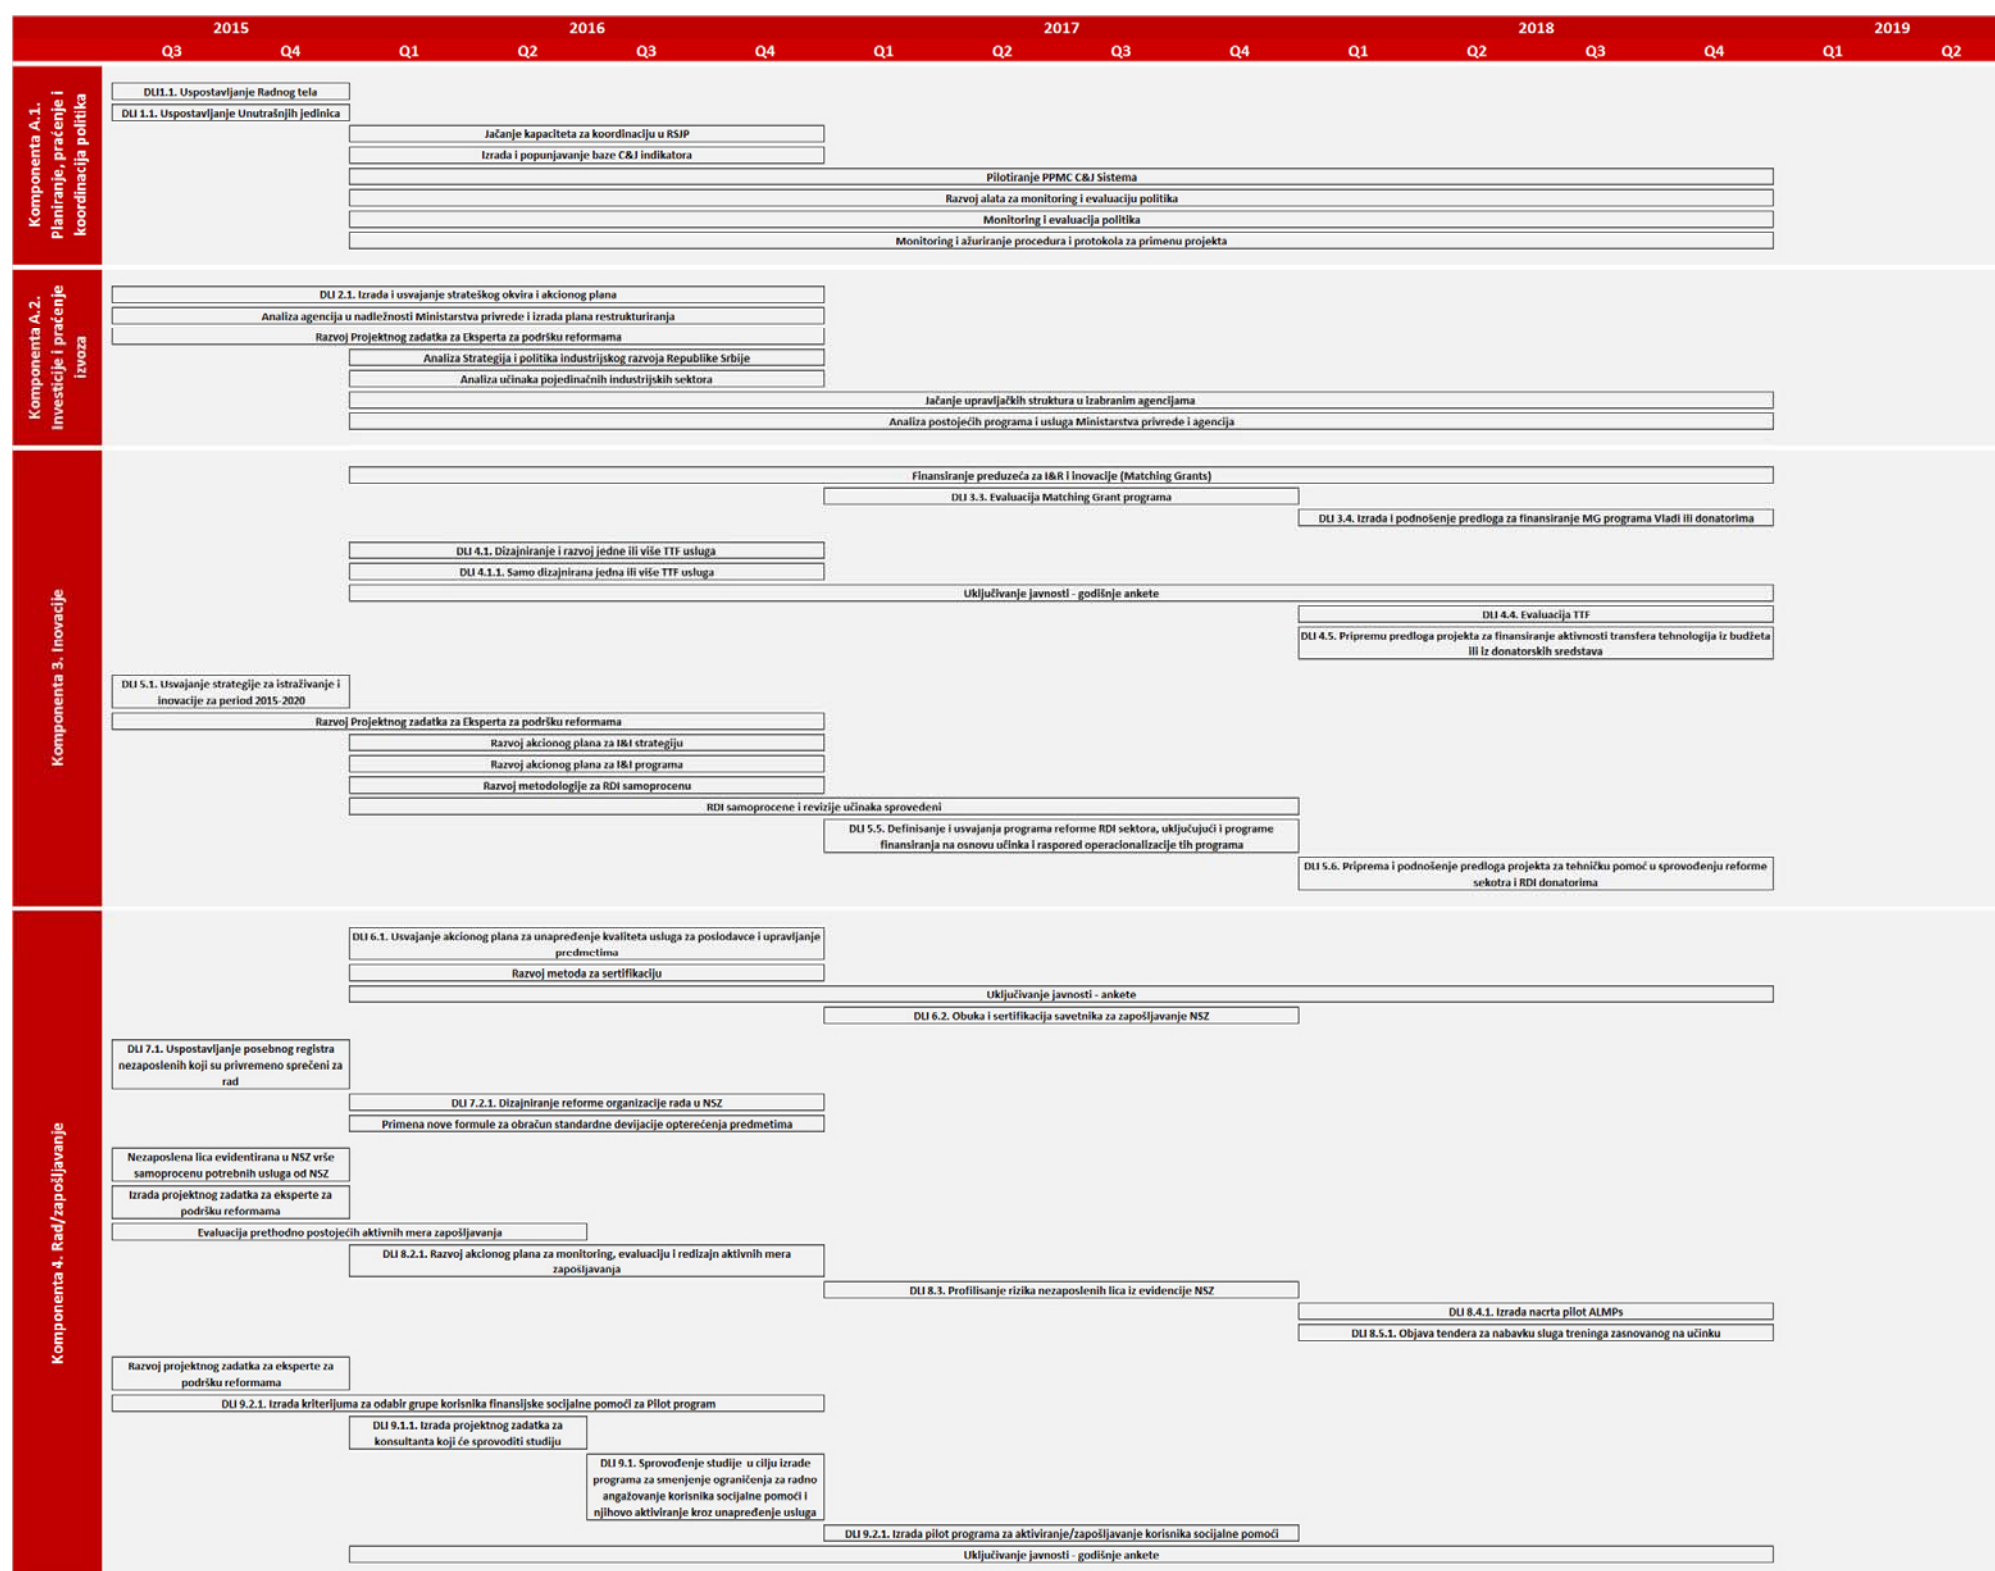 2015 2016 2017 2018 2019
Q3 Q4 Q1 Q2 Q3 Q4 Q1 Q2 Q3 Q4 Q1 Q2 Q3 Q4 Q1 Q2
Komponenta A.1.
Planiranje, praćenje i
koordinacija politika
DLI1.1. Uspostavljanje Radnog tela
DLI 1.1. Uspostavljanje Unutrašnjih jedinica
Jačanje kapaciteta za koordinaciju u RSJP
Izrada i popunjavanje baze C&J indikatora
Pilotiranje PPMC C&J Sistema
Razvoj alata za monitoring i evaluaciju politika
Monitoring i evaluacija politika
Monitoring i ažuriranje procedura i protokola za primenu projekta
Komponenta A.2.
Investicije i praćenje
izvoza
DLI 2.1. Izrada i usvajanje strateškog okvira i akcionog plana
Analiza agencija u nadležnosti Ministarstva privrede i izrada plana restrukturiranja
Razvoj Projektnog zadatka za Eksperta za podršku reformama
Analiza Strategija i politika industrijskog razvoja Republike Srbije
Analiza učinaka pojedinačnih industrijskih sektora
Jačanje upravljačkih struktura u izabranim agencijama
Analiza postojećih programa i usluga Ministarstva privrede i agencija
Komponenta 3. Inovacije
Finansiranje preduzeća za I&R i inovacije (Matching Grants)
DLI 3.3. Evaluacija Matching Grant programa
DLI 3.4. Izrada i podnošenje predloga za finansiranje MG programa Vladi ili donatorima
DLI 4.1. Dizajniranje i razvoj jedne ili više TTF usluga
DLI 4.1.1. Samo dizajnirana jedna ili više TTF usluga
Uključivanje javnosti - godišnje ankete
DLI 4.4. Evaluacija TTF
DLI 4.5. Pripremu predloga projekta za finansiranje aktivnosti transfera tehnologija iz budžeta
ili iz donatorskih sredstava
DLI 5.1. Usvajanje strategije za istraživanje i
inovacije za period 2015-2020
Razvoj Projektnog zadatka za Eksperta za podršku reformama
Razvoj akcionog plana za I&I strategiju
Razvoj akcionog plana za I&I programa
Razvoj metodologije za RDI samoprocenu
RDI samoprocene i revizije učinaka sprovedeni
DLI 5.5. Definisanje i usvajanja programa reforme RDI sektora, uključujući i programe
finansiranja na osnovu učinka i raspored operacionalizacije tih programa
DLI 5.6. Priprema i podnošenje predloga projekta za tehničku pomoć u sprovođenju reforme
sekotra i RDI donatorima
Komponenta 4. Rad/zapošljavanje
DLI 6.1. Usvajanje akcionog plana za unapređenje kvaliteta usluga za poslodavce i upravljanje
predmetima
Razvoj metoda za sertifikaciju
Uključivanje javnosti - ankete
DLI 6.2. Obuka i sertifikacija savetnika za zapošljavanje NSZ
DLI 7.1. Uspostavljanje posebnog registra
nezaposlenih koji su privremeno sprečeni za
rad
DLI 7.2.1. Dizajniranje reforme organizacije rada u NSZ
Primena nove formule za obračun standardne devijacije opterećenja predmetima
Nezaposlena lica evidentirana u NSZ vrše
samoprocenu potrebnih usluga od NSZ
Izrada projektnog zadatka za eksperte za
podršku reformama
Evaluacija prethodno postojećih aktivnih mera zapošljavanja
DLI 8.2.1. Razvoj akcionog plana za monitoring, evaluaciju i redizajn aktivnih mera
zapošljavanja
DLI 8.3. Profilisanje rizika nezaposlenih lica iz evidencije NSZ
DLI 8.4.1. Izrada nacrta pilot ALMPs
DLI 8.5.1. Objava tendera za nabavku sluga treninga zasnovanog na učinku
Razvoj projektnog zadatka za eksperte za
podršku reformama
DLI 9.2.1. Izrada kriterijuma za odabir grupe korisnika finansijske socijalne pomoći za Pilot program
DLI 9.1.1. Izrada projektnog zadatka za
konsultanta koji će sprovoditi studiju
DLI 9.1. Sprovođenje studije u cilju izrade
programa za smenjenje ograničenja za radno
angažovanje korisnika socijalne pomoći i
njihovo aktiviranje kroz unapređenje usluga
DLI 9.2.1. Izrada pilot programa za aktiviranje/zapošljavanje korisnika socijalne pomoći
Uključivanje javnosti - godišnje ankete